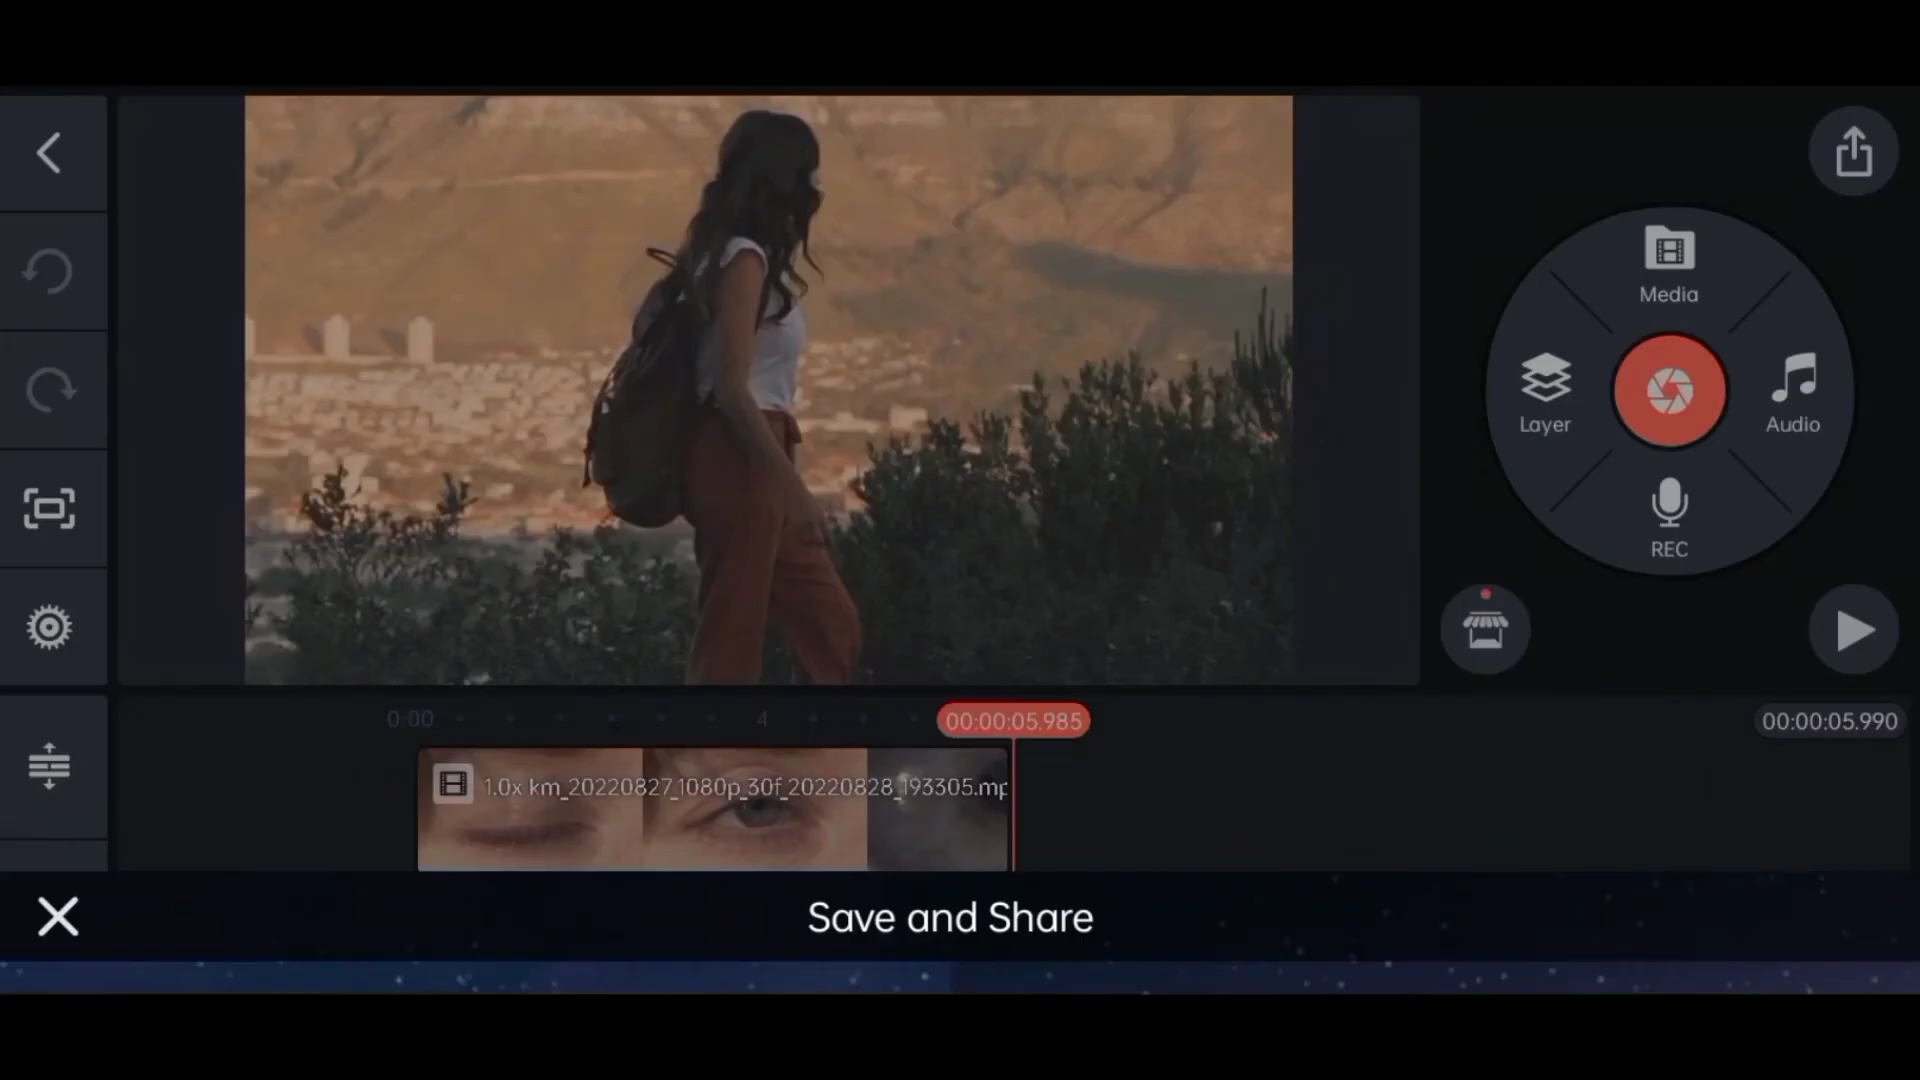 Media
Layer
Audio
REC
0:00
4
00:00:05.985
00:00:05.990
1.0x km_20220827_1080p_30f_20220828_193305.mp
Save and Share